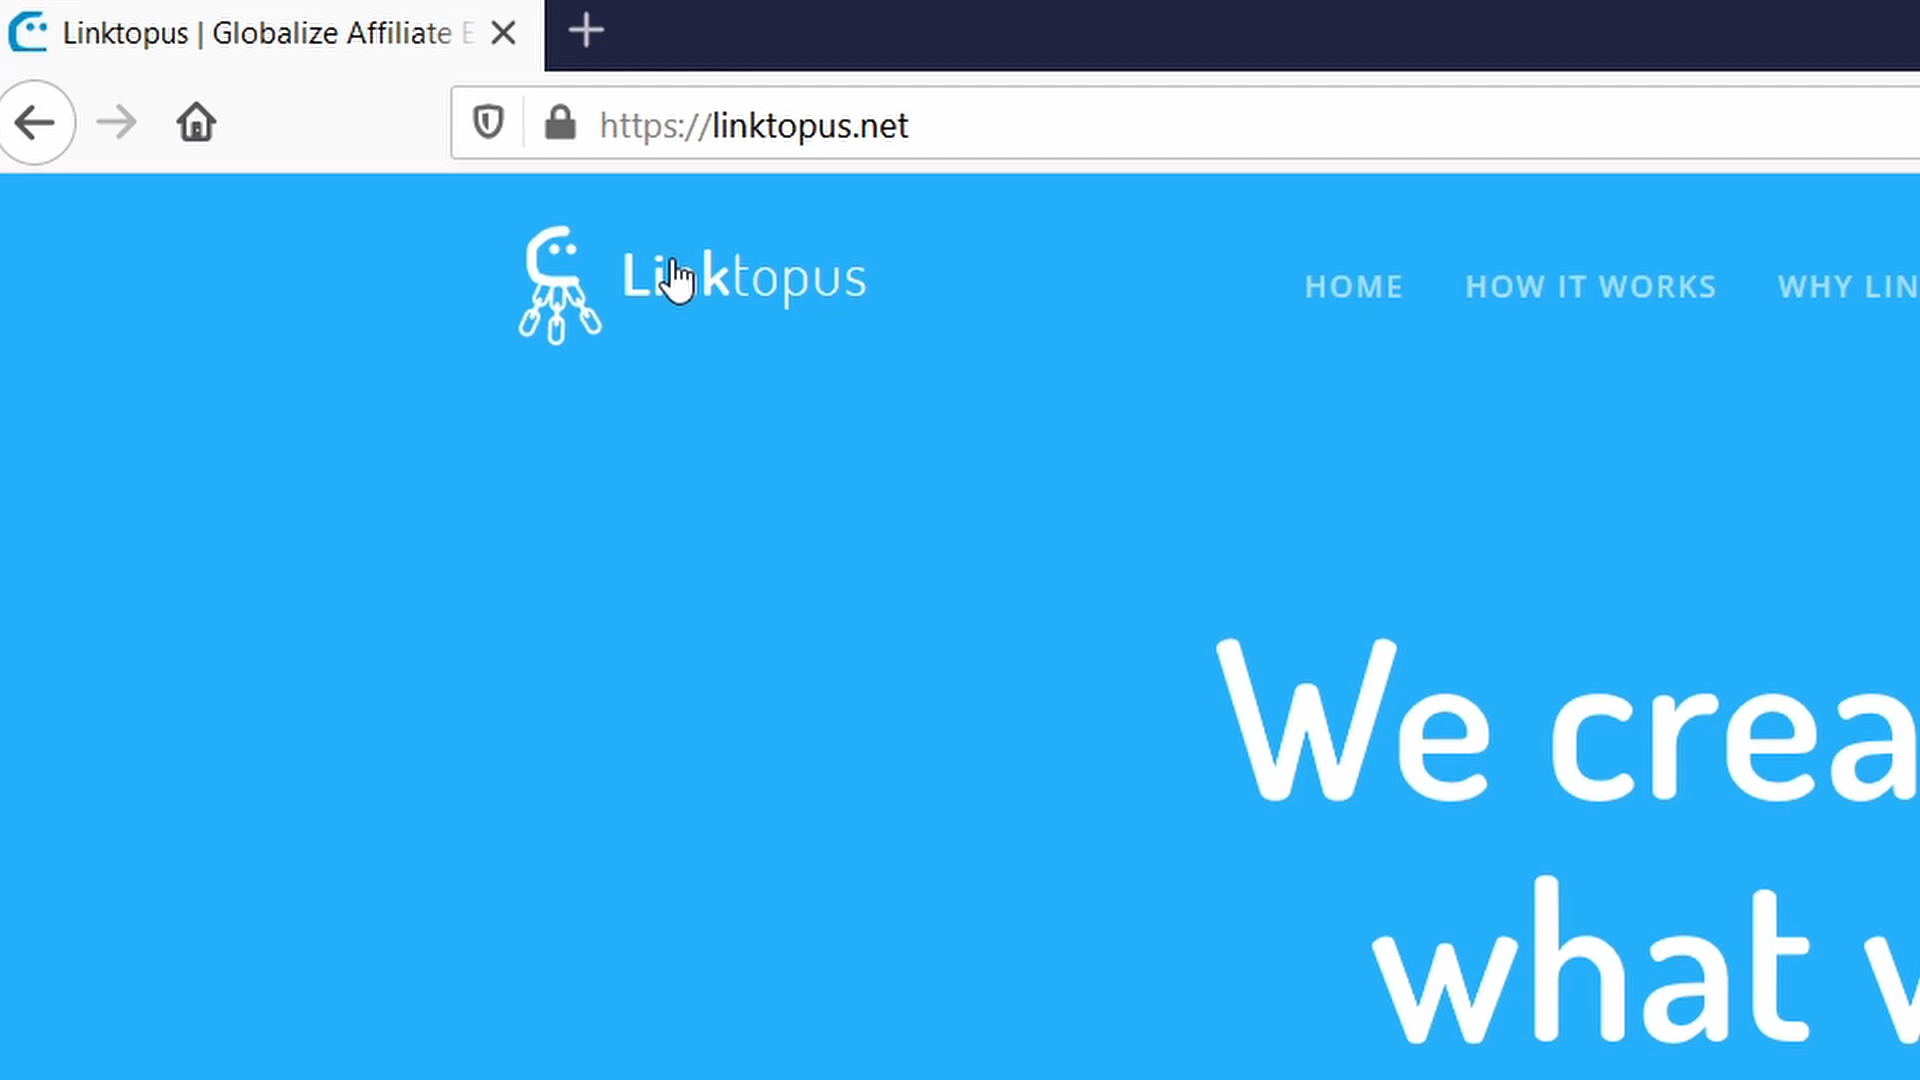 Linktopus | Globalize Affiliate E
https://linktopus.net
Linktopus
HOME HOW IT WORKS WHY LIN
We crea
what